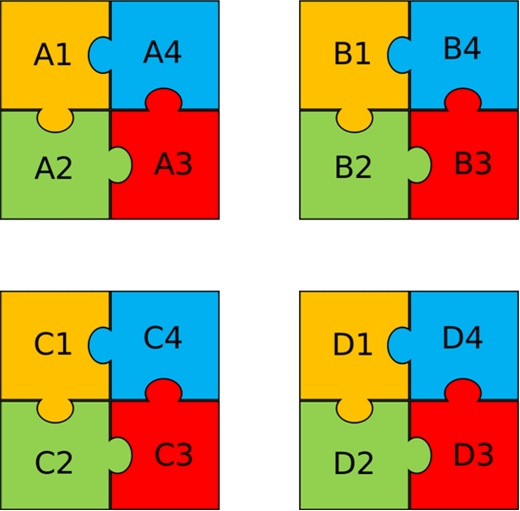 A1 A4
A2 A3
B1 B4
B2 B3
C1 C4
C2 C3
D1 D4
D2 D3